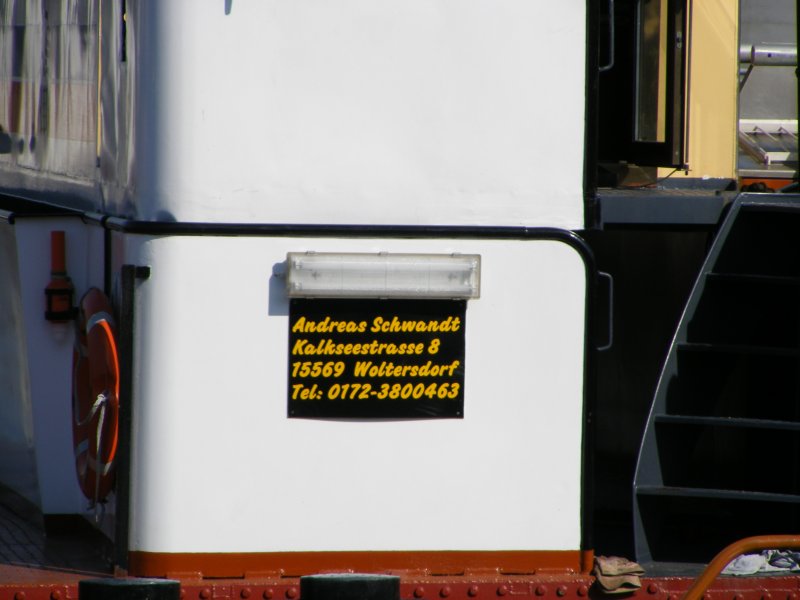 Andreas Schwandt
Kalkseestrasse 8
15569 Woltersdorf
Tel: 0172-3800463